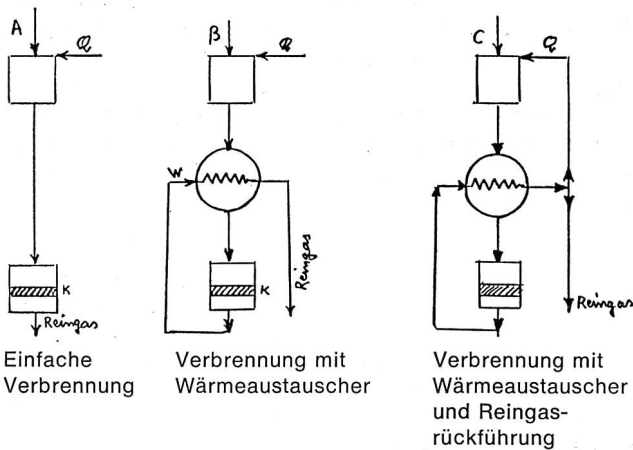 A
Q
K
Reingas
Einfache
Verbrennung
B
Q
W
K
Reingas
Verbrennung mit
Wärmeaustauscher
C
Q
Reingas
Verbrennung mit
Wärmeaustauscher
und Reingas-
rückführung